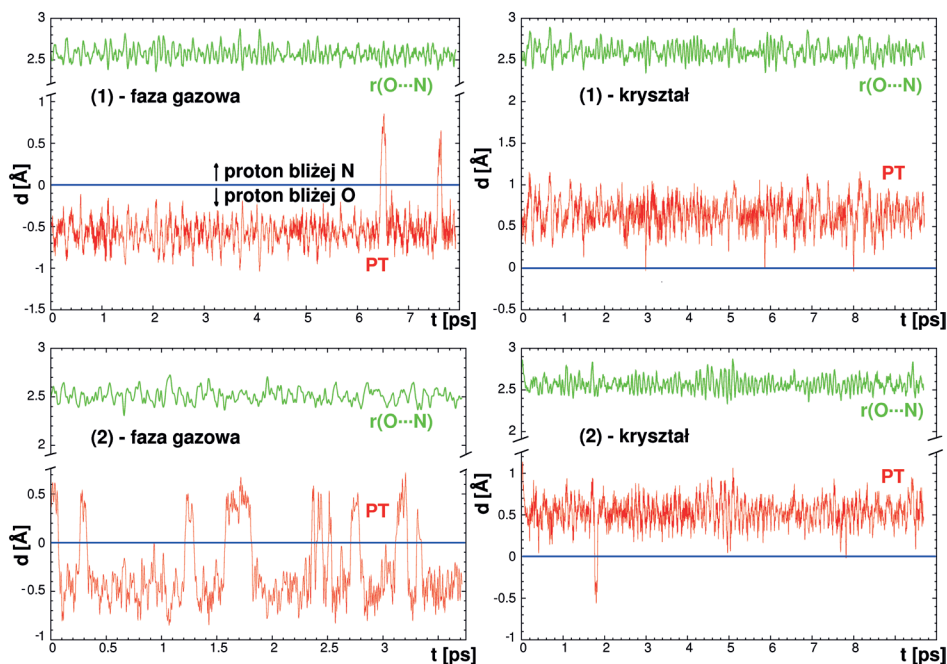 3
2.5
r(O···N)
(1) - faza gazowa
1
0.5
↑ proton bliżej N
0
↓ proton bliżej O
-0.5
PT
-1
-1.5
d [Å]
0 1 2 3 4 5 6 7
t [ps]
3
2.5
r(O···N)
2
(1) - kryształ
1.5
PT
1
0.5
0
-0.5
d [Å]
0 1 2 3 4 5 6 7 8 9
t [ps]
3
2.5
r(O···N)
2
(2) - faza gazowa
PT
0.5
0
-0.5
-1
d [Å]
0 0.5 1 1.5 2 2.5 3 3.5
t [ps]
3
2.5
r(O···N)
2
(2) - kryształ
PT
1
0.5
0
-0.5
-1
d [Å]
0 1 2 3 4 5 6 7 8 9
t [ps]